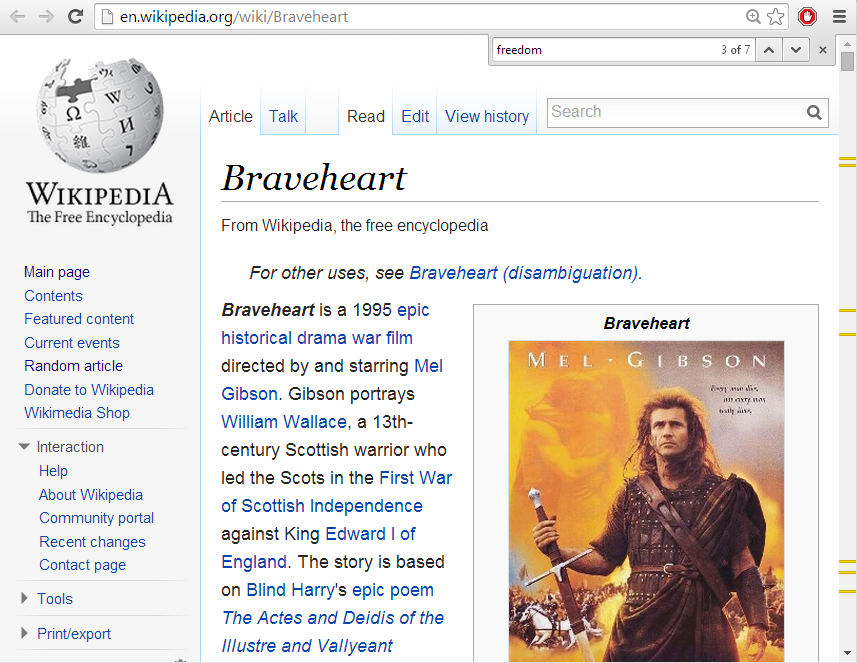 en.wikipedia.org/wiki/Braveheart
freedom
3 of 7
Article
Talk
Read
Edit
View history
Search
WIKIPEDIA
The Free Encyclopedia
Main page
Contents
Featured content
Current events
Random article
Donate to Wikipedia
Wikimedia Shop
Interaction
Help
About Wikipedia
Community portal
Recent changes
Contact page
Tools
Print/export
Braveheart
From Wikipedia, the free encyclopedia
For other uses, see Braveheart (disambiguation).
Braveheart is a 1995 epic
historical drama war film
directed by and starring Mel
Gibson. Gibson portrays
William Wallace, a 13th-
century Scottish warrior who
led the Scots in the First War
of Scottish Independence
against King Edward I of
England. The story is based
on Blind Harry's epic poem
The Actes and Deidis of the
Illustre and Vallyeant
Braveheart
MEL · GIBSON
Every man dies,
not every man
really lives.